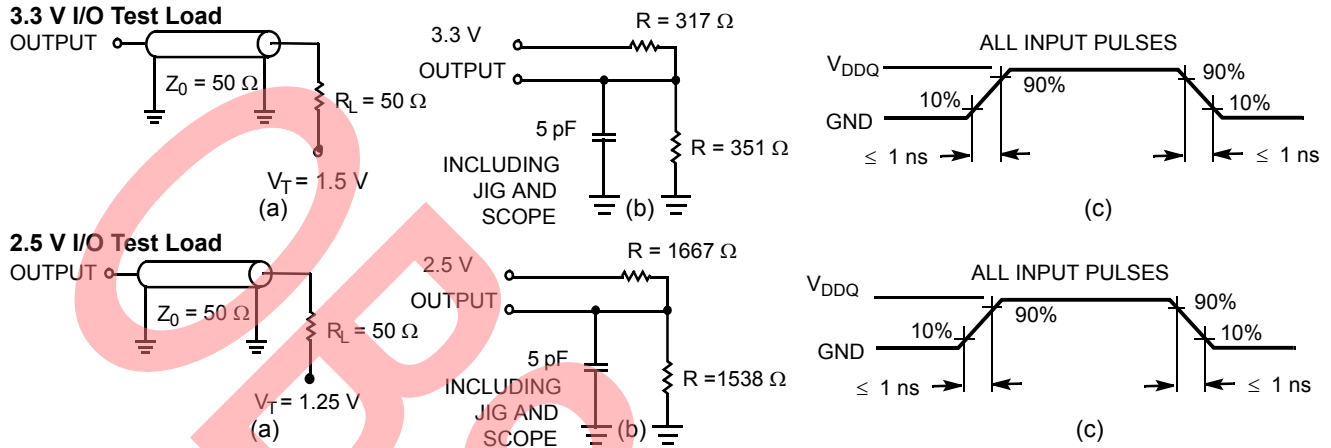 3.3 V I/O Test Load
OUTPUT
Z0 = 50 Ω
RL = 50 Ω
VT = 1.5 V
(a)
R = 317 Ω
3.3 V
OUTPUT
5 pF
INCLUDING
JIG AND
SCOPE
R = 351 Ω
(b)
ALL INPUT PULSES
VDDQ
GND
10%
90%
90%
10%
≤ 1 ns
≤ 1 ns
(c)
2.5 V I/O Test Load
OUTPUT
Z0 = 50 Ω
RL = 50 Ω
VT = 1.25 V
(a)
R = 1667 Ω
2.5 V
OUTPUT
5 pF
INCLUDING
JIG AND
SCOPE
R =1538 Ω
(b)
ALL INPUT PULSES
VDDQ
GND
10%
90%
90%
10%
≤ 1 ns
≤ 1 ns
(c)